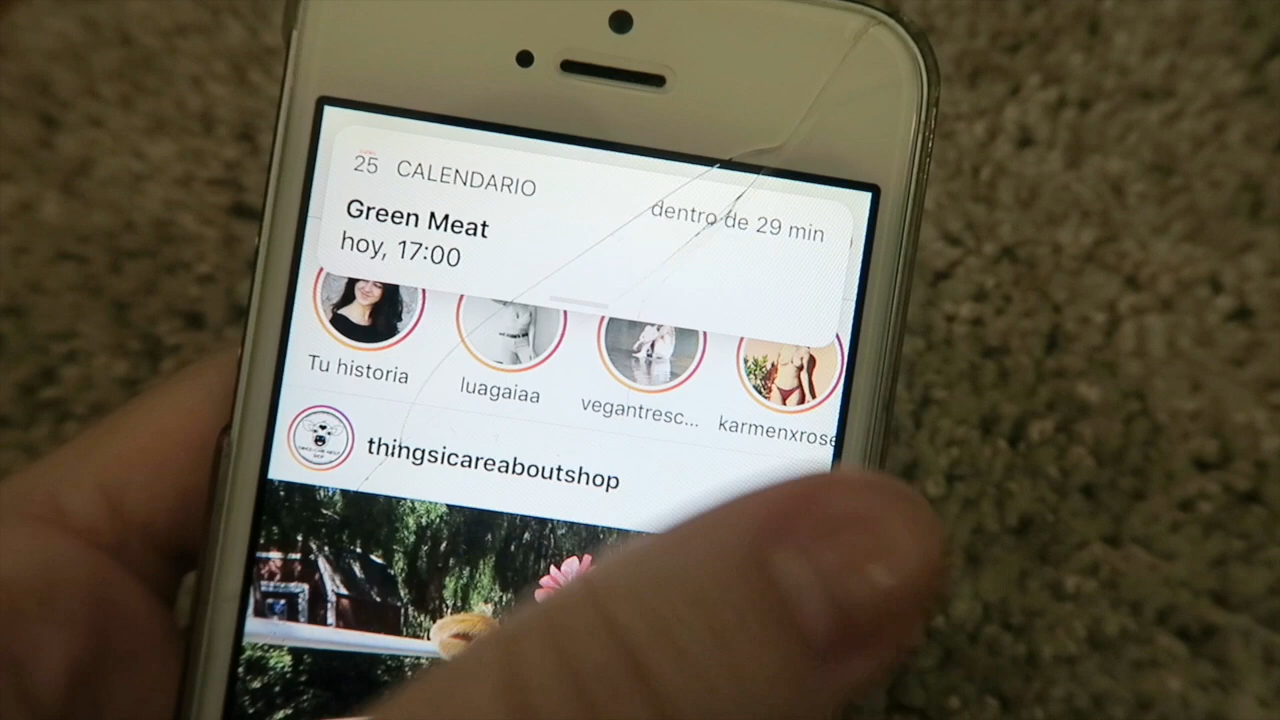 25 CALENDARIO
dentro de 29 min
Green Meat
hoy, 17:00
Tu historia
luagaiaa
vegantresc...
karmenxrose
thingsicareaboutshop